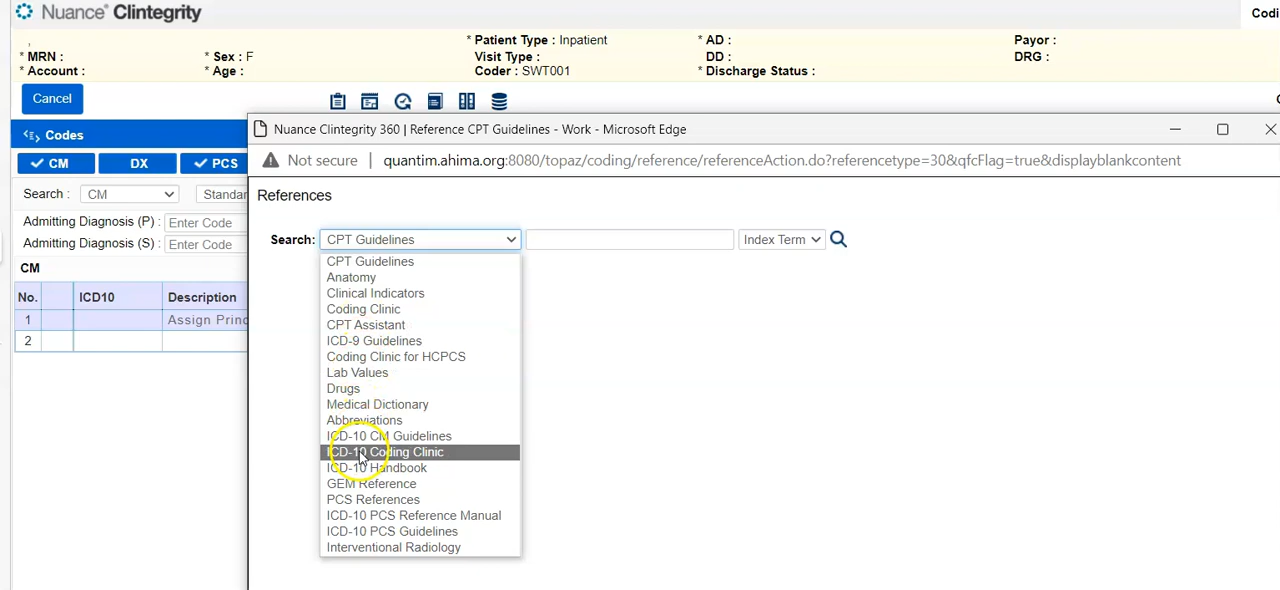 Nuance® Clintegrity
Codi
,
* MRN :
* Sex : F
* Patient Type : Inpatient
* AD :
Payor :
Visit Type :
DD :
DRG :
* Account :
* Age :
Coder : SWT001
* Discharge Status :
Cancel
Codes
CM
DX
PCS
Search :
CM
Standar
Admitting Diagnosis (P) :
Enter Code
Admitting Diagnosis (S) :
Enter Code
CM
No.
ICD10
Description
1
Assign Princ
2
Nuance Clintegrity 360 | Reference CPT Guidelines - Work - Microsoft Edge
Not secure
quantim.ahima.org:8080/topaz/coding/reference/referenceAction.do?referencetype=30&qfcFlag=true&displayblankcontent
References
Search:
CPT Guidelines
Index Term
CPT Guidelines
Anatomy
Clinical Indicators
Coding Clinic
CPT Assistant
ICD-9 Guidelines
Coding Clinic for HCPCS
Lab Values
Drugs
Medical Dictionary
Abbreviations
ICD-10 CM Guidelines
ICD-10 Coding Clinic
ICD-10 Handbook
GEM Reference
PCS References
ICD-10 PCS Reference Manual
ICD-10 PCS Guidelines
Interventional Radiology